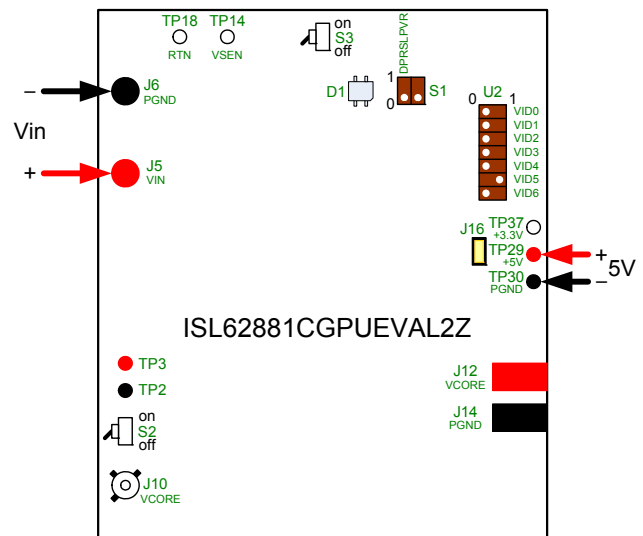 TP18 TP14
RTN VSEN
on
S3
off
DPRSLPVR
D1
1
0
S1
U2
0 1
VID0
VID1
VID2
VID3
VID4
VID5
VID6
–
J6
PGND
Vin
+
J5
VIN
J16
TP37
+3.3V
TP29
+5V
TP30
PGND
+
5V
–
ISL62881CGPUEVAL2Z
TP3
TP2
on
S2
off
J10
VCORE
J12
VCORE
J14
PGND